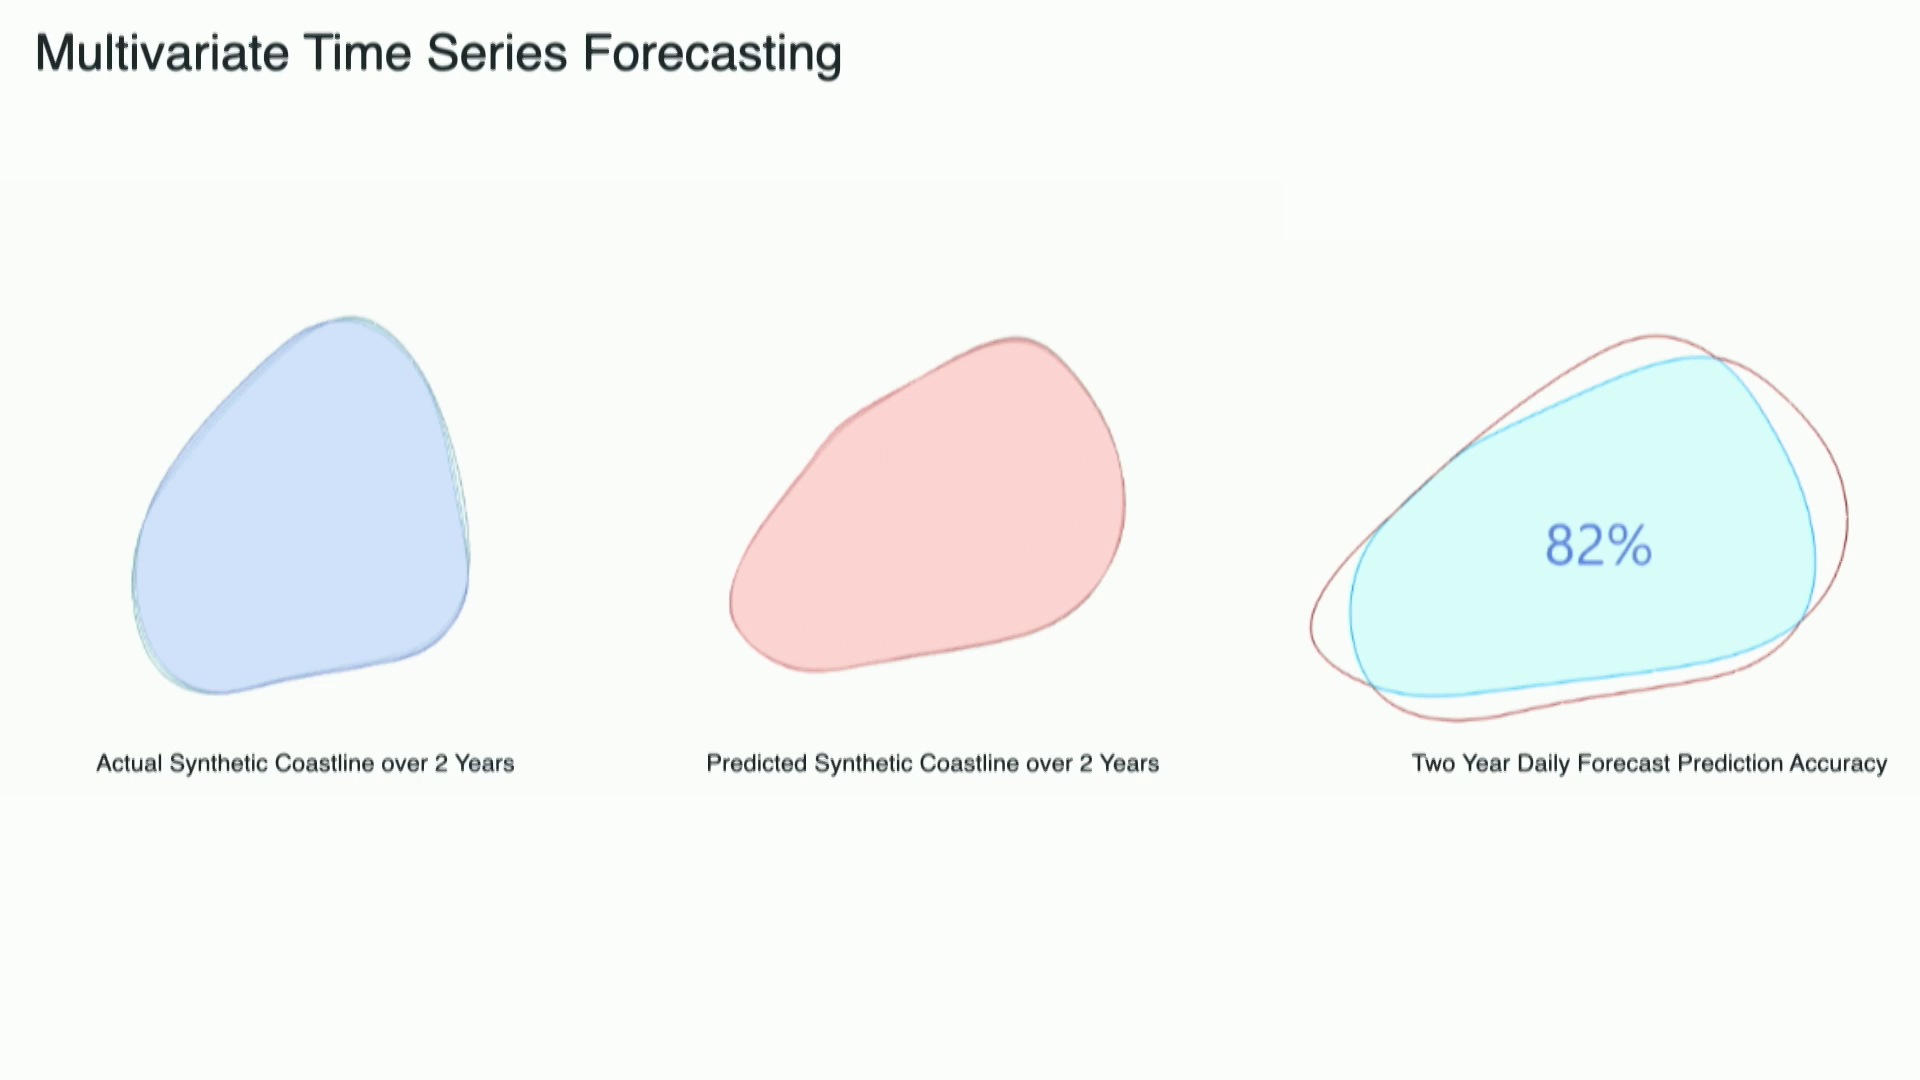 Multivariate Time Series Forecasting
82%
Actual Synthetic Coastline over 2 Years
Predicted Synthetic Coastline over 2 Years
Two Year Daily Forecast Prediction Accuracy